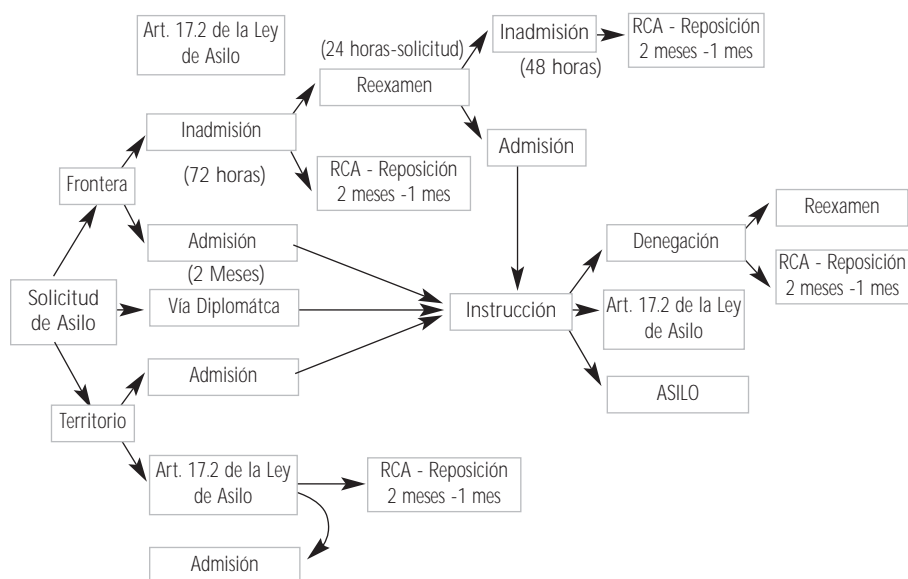 Art. 17.2 de la Ley
de Asilo
(24 horas-solicitud)
Reexamen
Inadmisión
(48 horas)
RCA - Reposición
2 meses -1 mes
Inadmisión
(72 horas)
RCA - Reposición
2 meses -1 mes
Admisión
Frontera
Admisión
(2 Meses)
Solicitud
de Asilo
Vía Diplomátca
Instrucción
Denegación
Reexamen
RCA - Reposición
2 meses -1 mes
Art. 17.2 de la Ley
de Asilo
ASILO
Admisión
Territorio
Art. 17.2 de la Ley
de Asilo
RCA - Reposición
2 meses -1 mes
Admisión